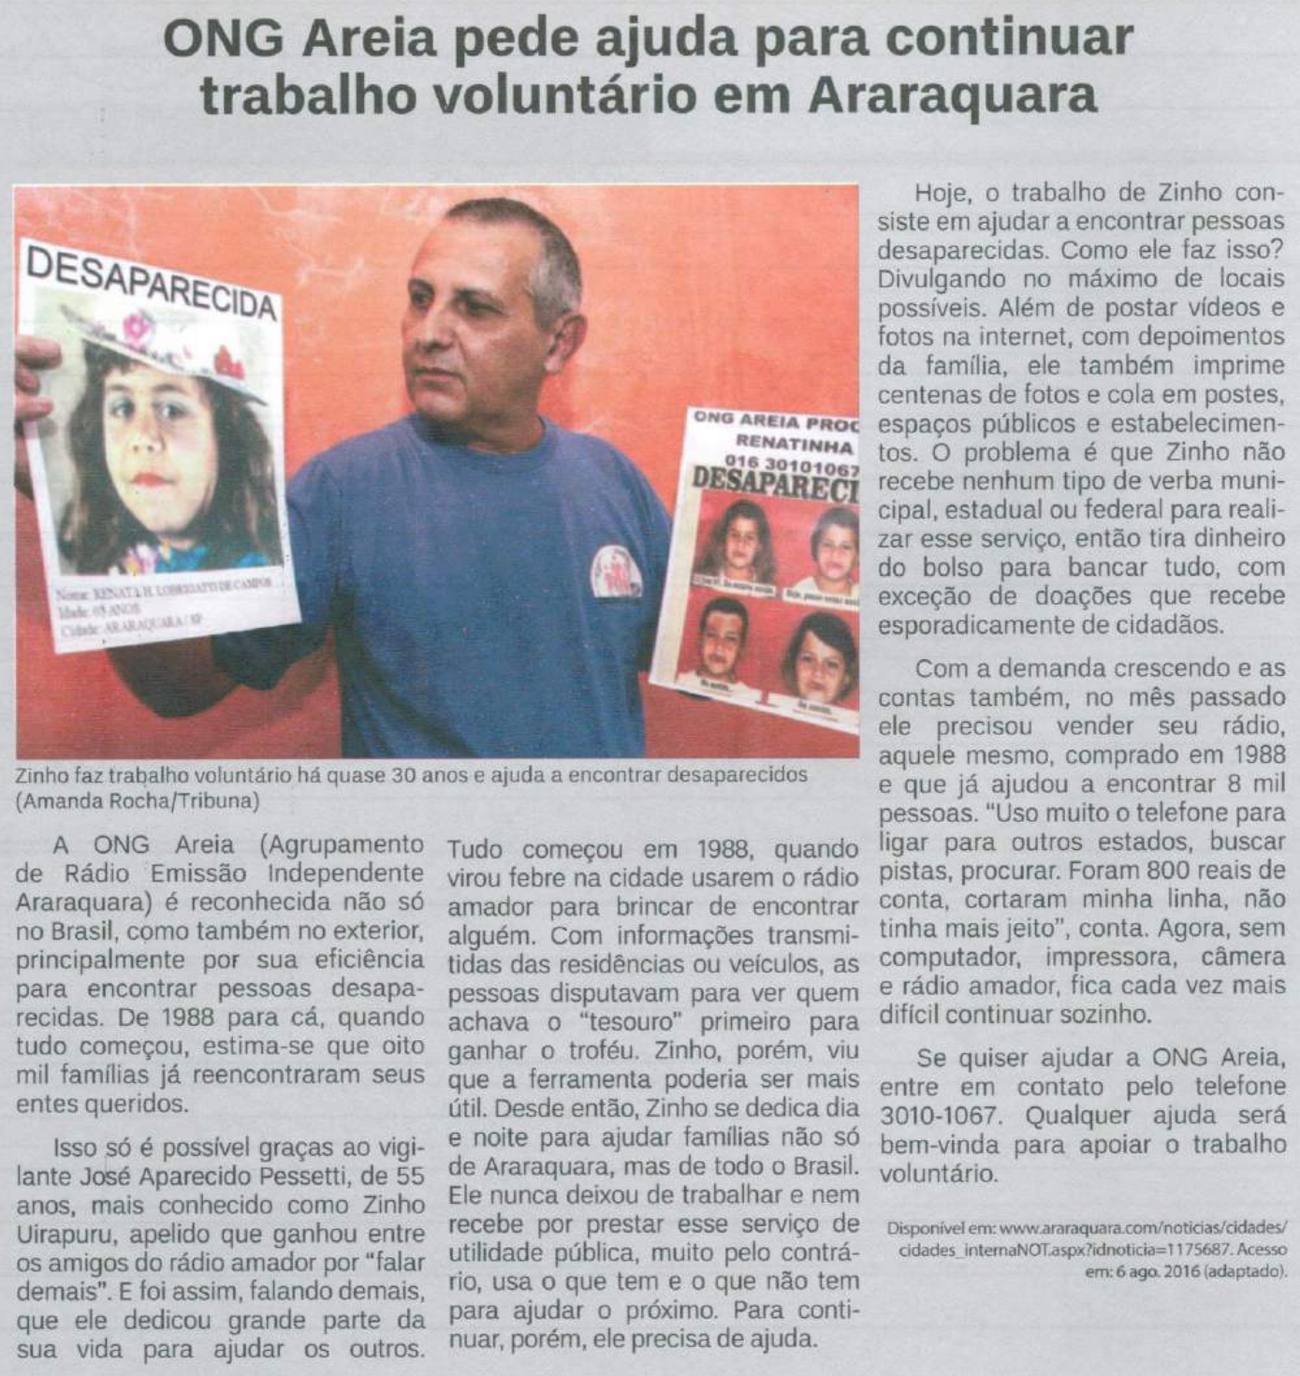 ONG Areia pede ajuda para continuar
trabalho voluntário em Araraquara
DESAPARECIDA
Nome: RENATA H. LOBREGATTI DE CAMPOS
Idade: 05 ANOS
Cidade: ARARAQUARA / SP
ONG AREIA PROC
RENATINHA
016 30101067
DESAPARECI
Zinho faz trabalho voluntário há quase 30 anos e ajuda a encontrar desaparecidos
(Amanda Rocha/Tribuna)
A ONG Areia (Agrupamento
de Rádio Emissão Independente
Araraquara) é reconhecida não só
no Brasil, como também no exterior,
principalmente por sua eficiência
para encontrar pessoas desapa-
recidas. De 1988 para cá, quando
tudo começou, estima-se que oito
mil famílias já reencontraram seus
entes queridos.
Isso só é possível graças ao vigi-
lante José Aparecido Pessetti, de 55
anos, mais conhecido como Zinho
Uirapuru, apelido que ganhou entre
os amigos do rádio amador por "falar
demais". E foi assim, falando demais,
que ele dedicou grande parte da
sua vida para ajudar os outros.
Tudo começou em 1988, quando
virou febre na cidade usarem o rádio
amador para brincar de encontrar
alguém. Com informações transmi-
tidas das residências ou veículos, as
pessoas disputavam para ver quem
achava o "tesouro" primeiro para
ganhar o troféu. Zinho, porém, viu
que a ferramenta poderia ser mais
útil. Desde então, Zinho se dedica dia
e noite para ajudar famílias não só
de Araraquara, mas de todo o Brasil.
Ele nunca deixou de trabalhar e nem
recebe por prestar esse serviço de
utilidade pública, muito pelo contrá-
rio, usa o que tem e o que não tem
para ajudar o próximo. Para conti-
nuar, porém, ele precisa de ajuda.
Hoje, o trabalho de Zinho con-
siste em ajudar a encontrar pessoas
desaparecidas. Como ele faz isso?
Divulgando no máximo de locais
possíveis. Além de postar vídeos e
fotos na internet, com depoimentos
da família, ele também imprime
centenas de fotos e cola em postes,
espaços públicos e estabelecimen-
tos. O problema é que Zinho não
recebe nenhum tipo de verba muni-
cipal, estadual ou federal para reali-
zar esse serviço, então tira dinheiro
do bolso para bancar tudo, com
exceção de doações que recebe
esporadicamente de cidadãos.
Com a demanda crescendo e as
contas também, no mês passado
ele precisou vender seu rádio,
aquele mesmo, comprado em 1988
e que já ajudou a encontrar 8 mil
pessoas. "Uso muito o telefone para
ligar para outros estados, buscar
pistas, procurar. Foram 800 reais de
conta, cortaram minha linha, não
tinha mais jeito", conta. Agora, sem
computador, impressora, câmera
e rádio amador, fica cada vez mais
difícil continuar sozinho.
Se quiser ajudar a ONG Areia,
entre em contato pelo telefone
3010-1067. Qualquer ajuda será
bem-vinda para apoiar o trabalho
voluntário.
Disponível em: www.araraquara.com/noticias/cidades/
cidades_internaNOT.aspx?idnoticia=1175687. Acesso
em: 6 ago. 2016 (adaptado).